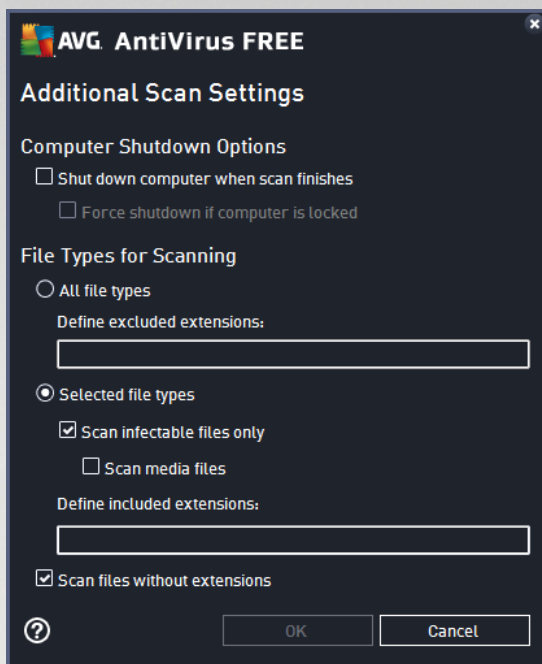 AVG. AntiVirus FREE
Additional Scan Settings
Computer Shutdown Options
Shut down computer when scan finishes
Force shutdown if computer is locked
File Types for Scanning
All file types
Define excluded extensions:
Selected file types
Scan infectable files only
Scan media files
Define included extensions:
Scan files without extensions
OK Cancel